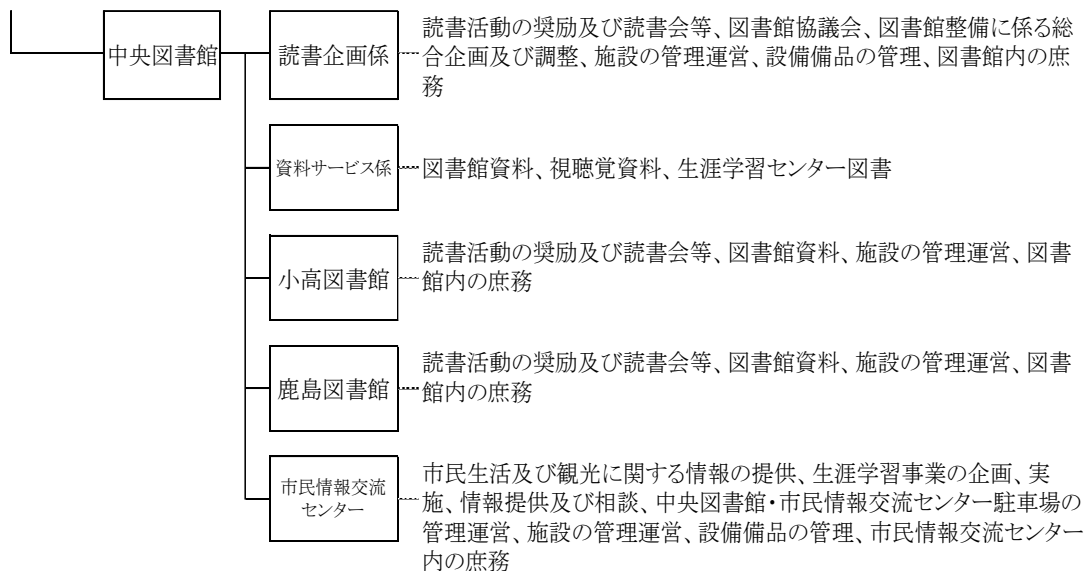 中央図書館
読書企画係
読書活動の奨励及び読書会等、図書館協議会、図書館整備に係る総
合企画及び調整、施設の管理運営、設備備品の管理、図書館内の庶
務
資料サービス係
図書館資料、視聴覚資料、生涯学習センター図書
小高図書館
読書活動の奨励及び読書会等、図書館資料、施設の管理運営、図書
館内の庶務
鹿島図書館
読書活動の奨励及び読書会等、図書館資料、施設の管理運営、図書
館内の庶務
市民情報交流
センター
市民生活及び観光に関する情報の提供、生涯学習事業の企画、実
施、情報提供及び相談、中央図書館・市民情報交流センター駐車場の
管理運営、施設の管理運営、設備備品の管理、市民情報交流センター
内の庶務